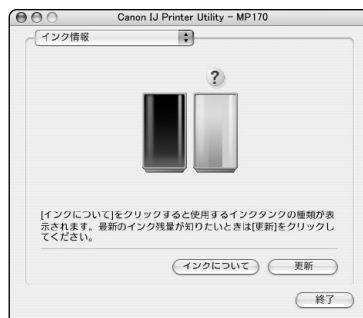 Canon IJ Printer Utility – MP170
インク情報
?
[インクについて]をクリックすると使用するインクタンクの種類が表
示されます。最新のインク残量が知りたいときは[更新]をクリックし
てください。
インクについて 更新
終了